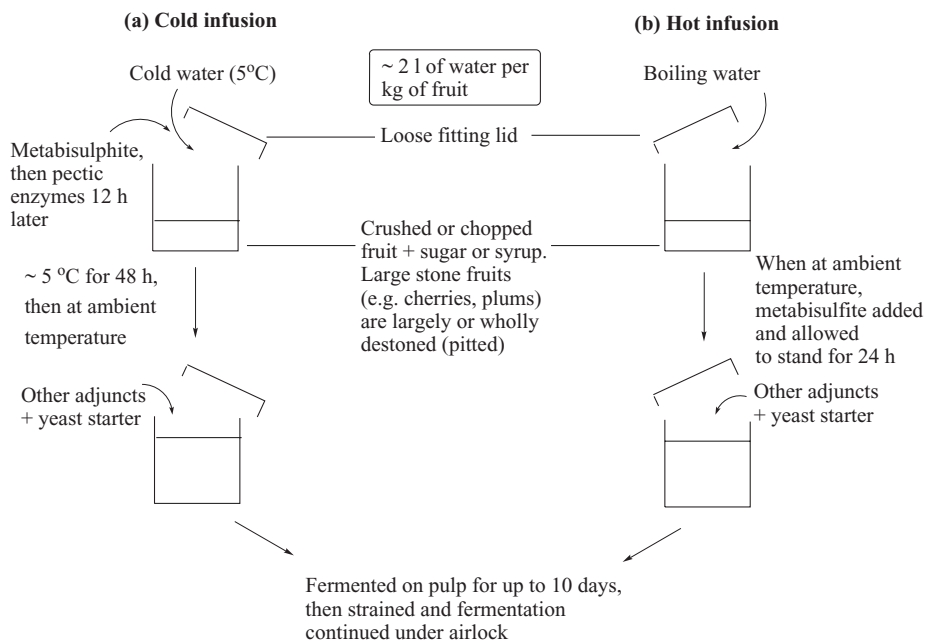 (a) Cold infusion
(b) Hot infusion
Cold water (5°C)
~ 2 l of water per
kg of fruit
Boiling water
Loose fitting lid
Metabisulphite,
then pectic
enzymes 12 h
later
Crushed or chopped
fruit + sugar or syrup.
Large stone fruits
(e.g. cherries, plums)
are largely or wholly
destoned (pitted)
~ 5 °C for 48 h,
then at ambient
temperature
When at ambient
temperature,
metabisulfite added
and allowed
to stand for 24 h
Other adjuncts
+ yeast starter
Other adjuncts
+ yeast starter
Fermented on pulp for up to 10 days,
then strained and fermentation
continued under airlock